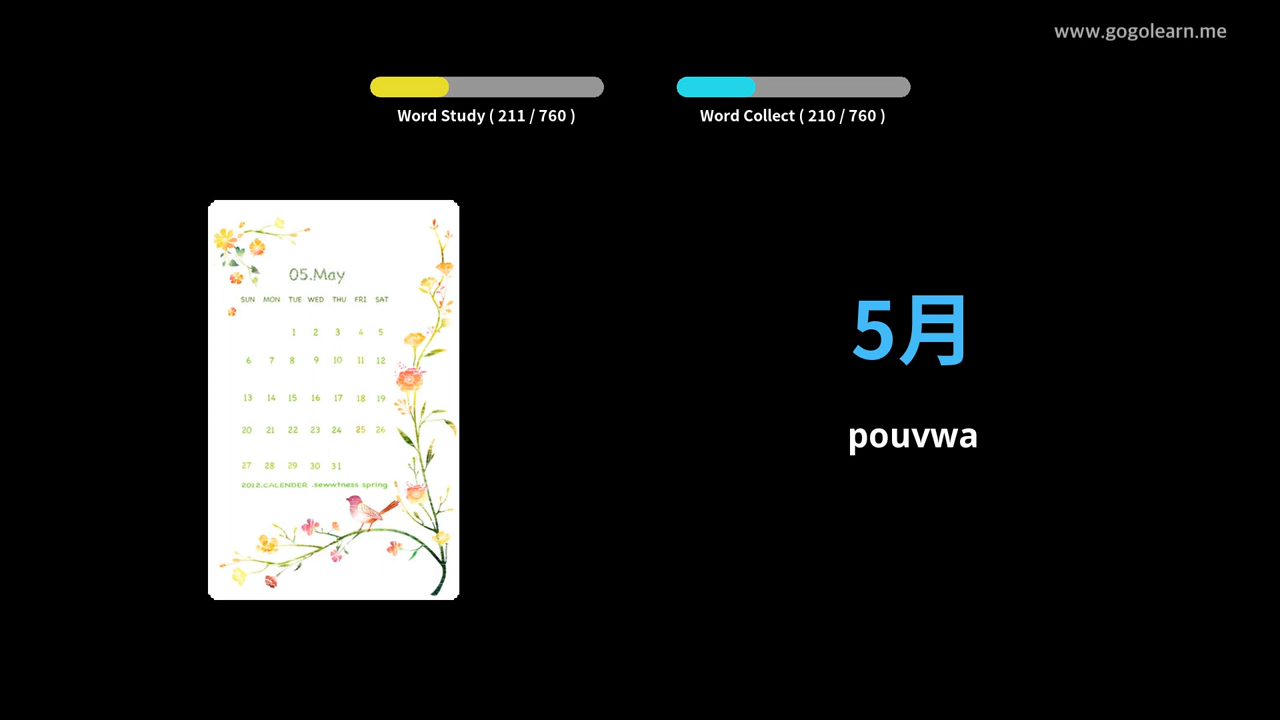 www.gogolearn.me
Word Study ( 211 / 760 )
Word Collect ( 210 / 760 )
05.May
SUN MON TUE WED THU FRI SAT
1 2 3 4 5
6 7 8 9 10 11 12
13 14 15 16 17 18 19
20 21 22 23 24 25 26
27 28 29 30 31
2012.CALENDER .sewwtness spring
5月
pouvwa